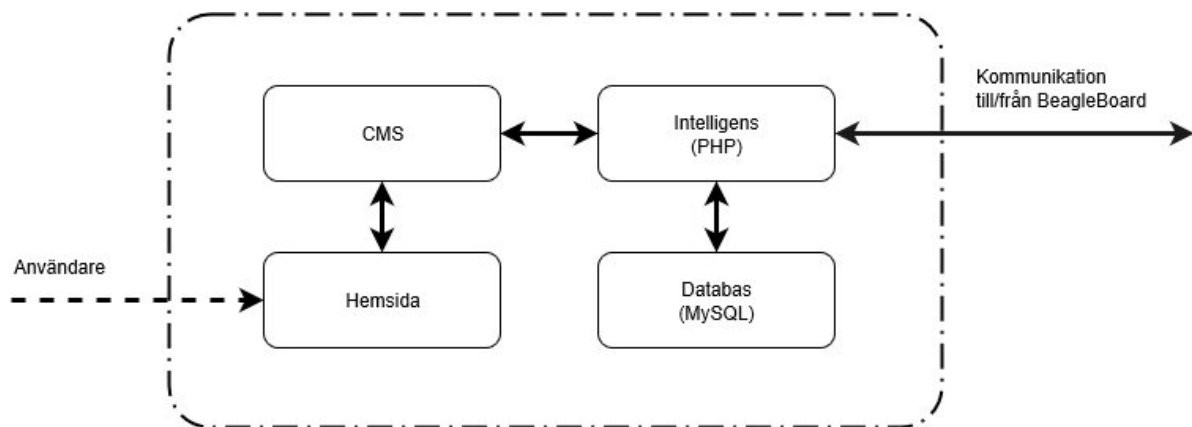 Kommunikation
till/från BeagleBoard
CMS
Intelligens
(PHP)
Användare
Hemsida
Databas
(MySQL)